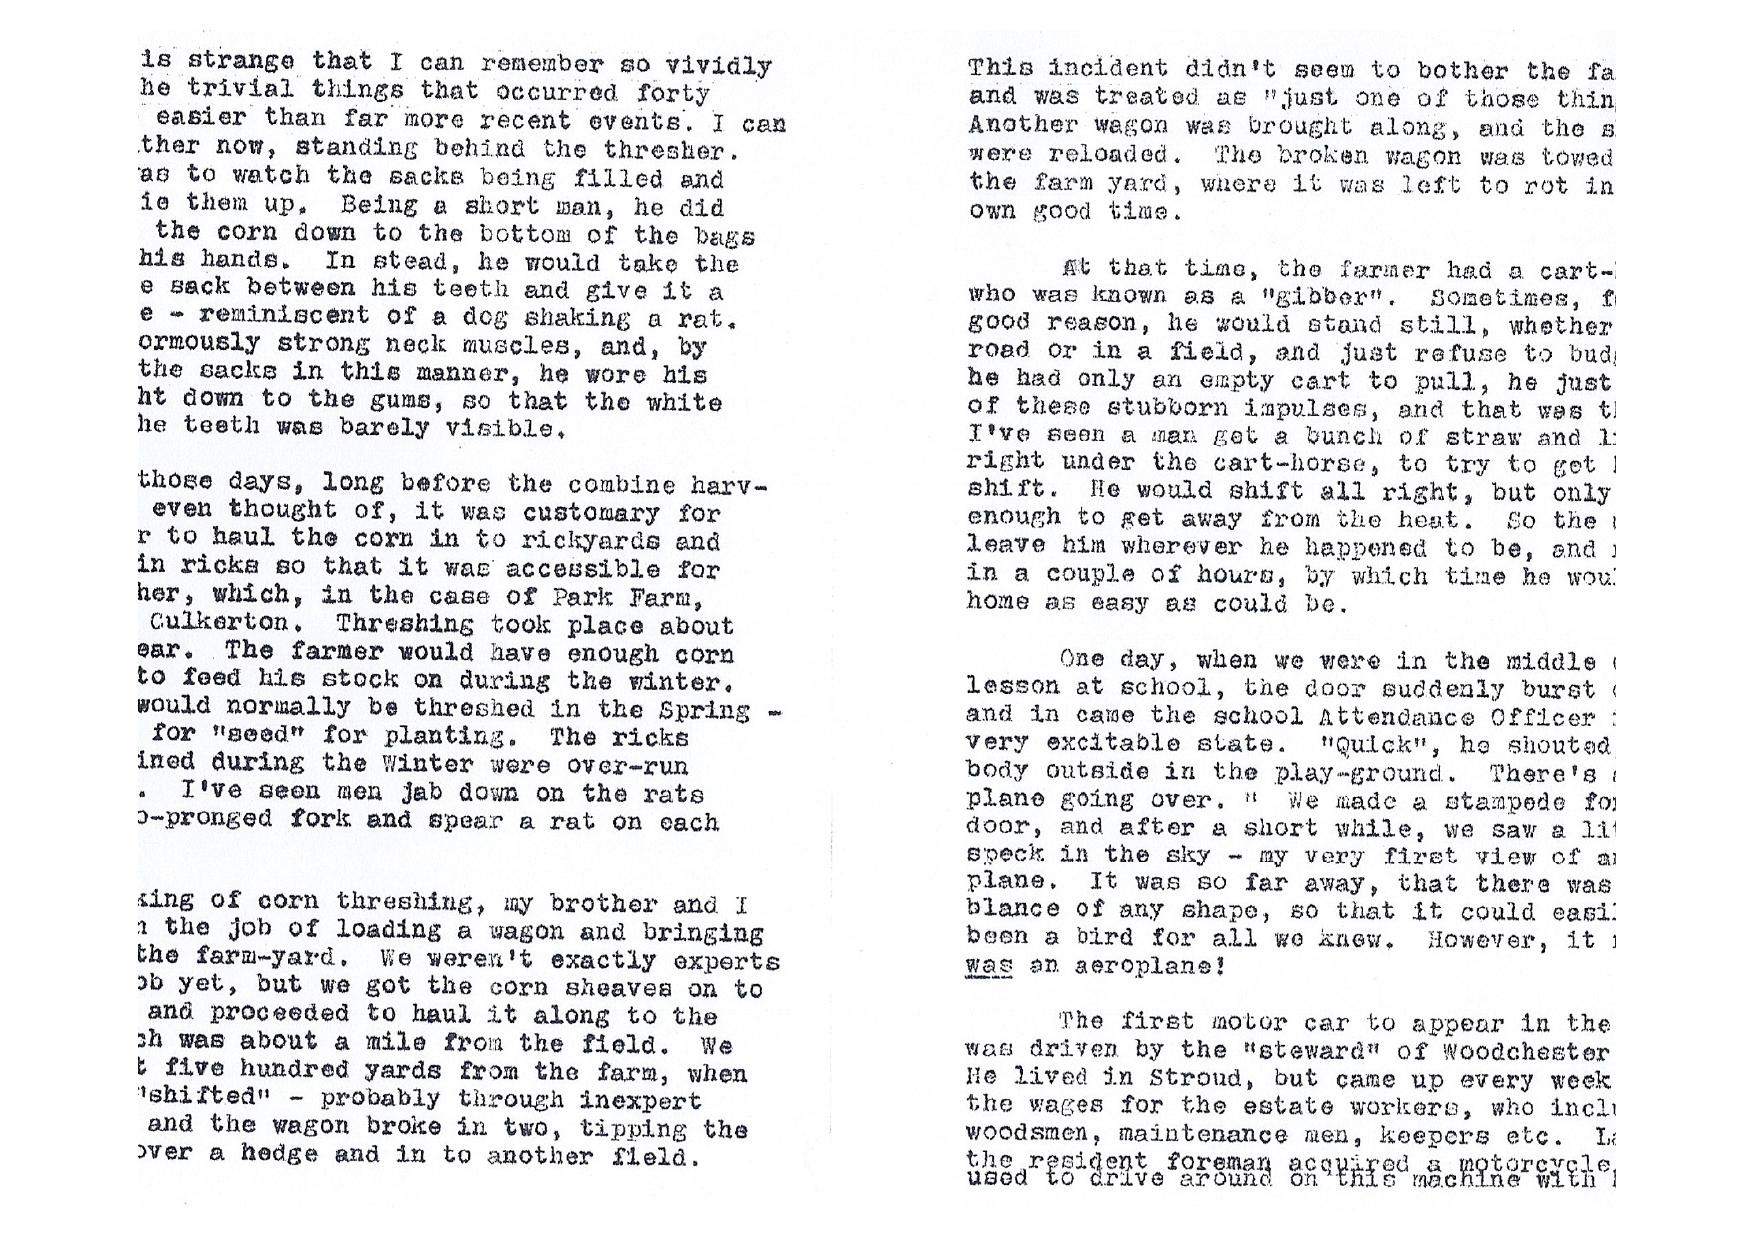 is strange that I can remember so vividly
he trivial things that occurred forty
easier than far more recent events. I can
ther now, standing behind the thresher.
as to watch the sacks being filled and
ie them up. Being a short man, he did
the corn down to the bottom of the bags
his hands. In stead, he would take the
e sack between his teeth and give it a
e - reminiscent of a dog shaking a rat.
ormously strong neck muscles, and, by
the sacks in this manner, he wore his
ht down to the gums, so that the white
he teeth was barely visible.
those days, long before the combine harv-
even thought of, it was customary for
r to haul the corn in to rickyards and
in ricks so that it was accessible for
her, which, in the case of Park Farm,
Culkerton. Threshing took place about
ear. The farmer would have enough corn
to feed his stock on during the winter.
would normally be threshed in the Spring -
for "seed" for planting. The ricks
ined during the Winter were over-run
. I've seen men jab down on the rats
o-pronged fork and spear a rat on each
king of corn threshing, my brother and I
n the job of loading a wagon and bringing
the farm-yard. We weren't exactly experts
ob yet, but we got the corn sheaves on to
and proceeded to haul it along to the
ch was about a mile from the field. We
t five hundred yards from the farm, when
"shifted" - probably through inexpert
and the wagon broke in two, tipping the
over a hedge and in to another field.
This incident didn't seem to bother the fa
and was treated as "just one of those thin
Another wagon was brought along, and the s
were reloaded. The broken wagon was towed
the farm yard, where it was left to rot in
own good time.
At that time, the farmer had a cart-
who was known as a "gibber". Sometimes, f
good reason, he would stand still, whether
road or in a field, and just refuse to bud
he had only an empty cart to pull, he just
of these stubborn impulses, and that was t
I've seen a man get a bunch of straw and li
right under the cart-horse, to try to get
shift. He would shift all right, but only
enough to get away from the heat. So the
leave him wherever he happened to be, and
in a couple of hours, by which time he woul
home as easy as could be.
One day, when we were in the middle
lesson at school, the door suddenly burst
and in came the school Attendance Officer
very excitable state. "Quick", he shouted
body outside in the play-ground. There's
plane going over. " We made a stampede for
door, and after a short while, we saw a lit
speck in the sky - my very first view of an
plane. It was so far away, that there was
blance of any shape, so that it could easil
been a bird for all we knew. However, it
was an aeroplane!
The first motor car to appear in the
was driven by the "steward" of Woodchester
He lived in Stroud, but came up every week
the wages for the estate workers, who inclu
woodsmen, maintenance men, keepers etc. La
the resident foreman acquired a motorcycle,
used to drive around on this machine with